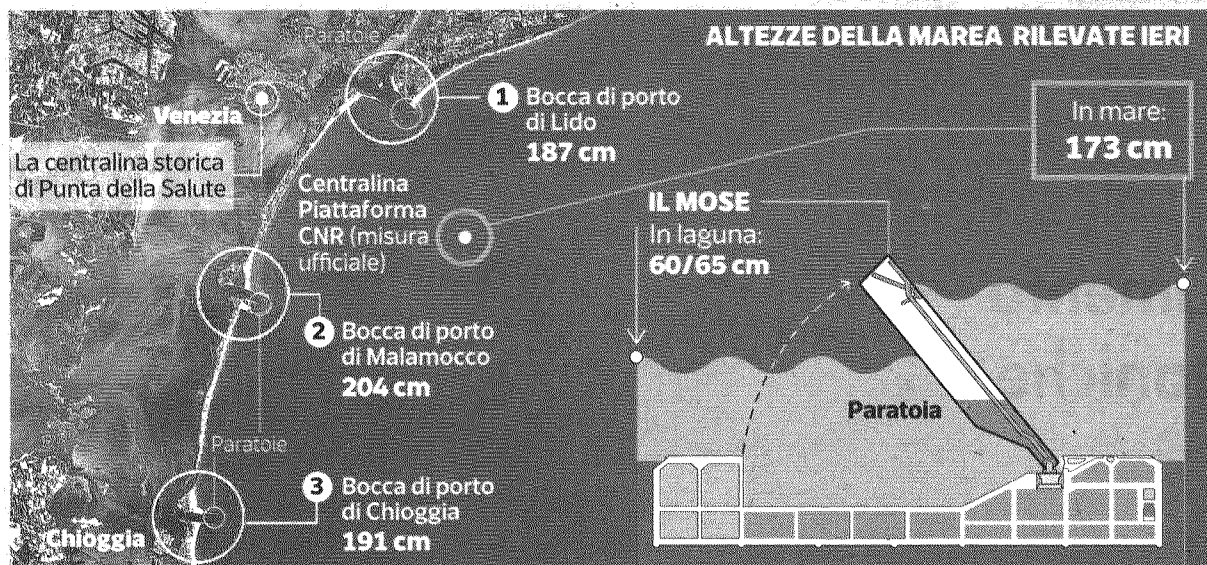 ALTEZZE DELLA MAREA RILEVATE IERI
Paratoie
Venezia
La centralina storica
di Punta della Salute
1 Bocca di porto
di Lido
187 cm
Centralina
Piattaforma
CNR (misura
ufficiale)
In mare:
173 cm
IL MOSE
In laguna:
60/65 cm
2 Bocca di porto
di Malamocco
204 cm
Paratoia
Paratoie
3 Bocca di porto
di Chioggia
191 cm
Chioggia